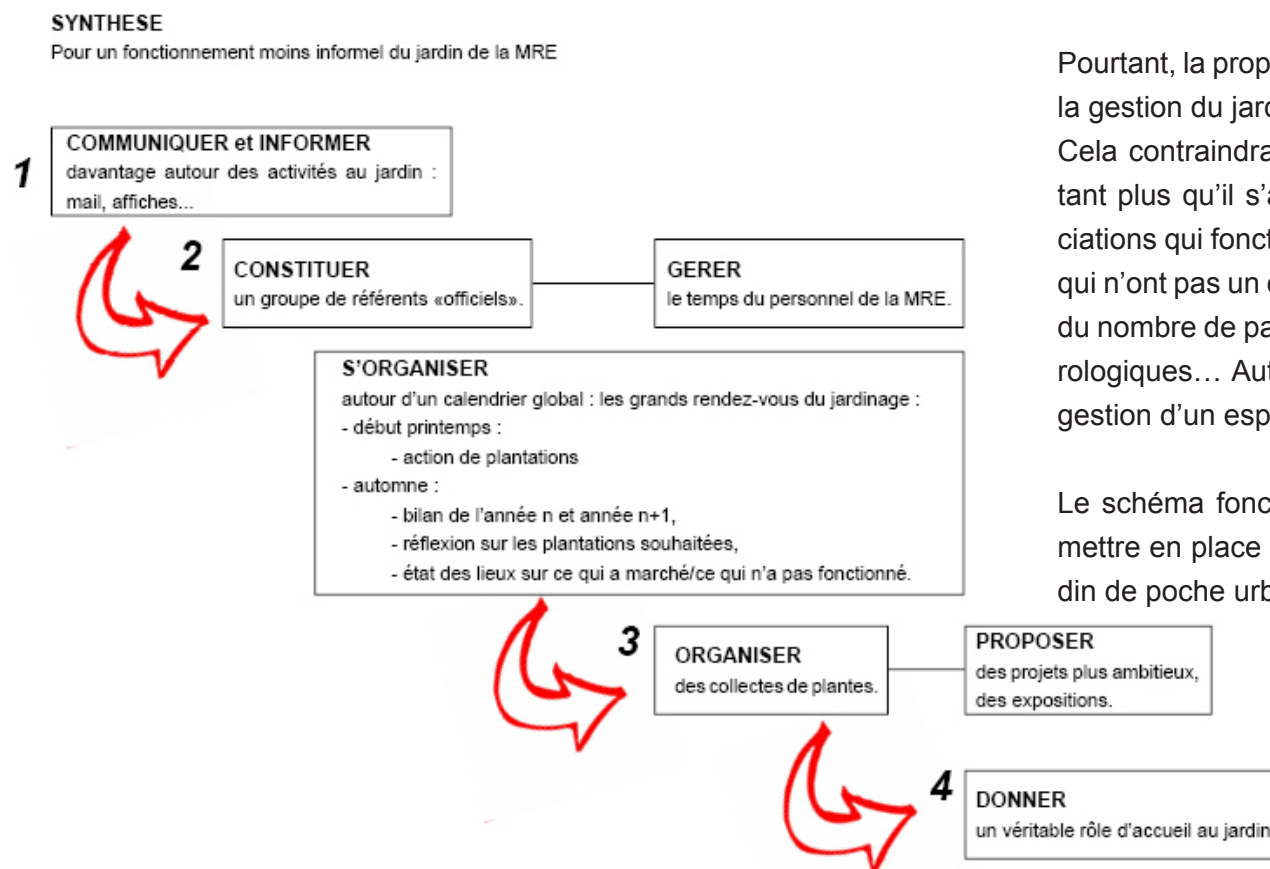 SYNTHESE
Pour un fonctionnement moins informel du jardin de la MRE
1
COMMUNIQUER et INFORMER
davantage autour des activités au jardin :
mail, affiches...
2
CONSTITUER
un groupe de référents «officiels».
GERER
le temps du personnel de la MRE.
S'ORGANISER
autour d'un calendrier global : les grands rendez-vous du jardinage :
- début printemps :
- action de plantations
- automne :
- bilan de l'année n et année n+1,
- réflexion sur les plantations souhaitées,
- état des lieux sur ce qui a marché/ce qui n'a pas fonctionné.
3
ORGANISER
des collectes de plantes.
PROPOSER
des projets plus ambitieux,
des expositions.
4
DONNER
un véritable rôle d'accueil au jardin
Pourtant, la prop
la gestion du jard
Cela contraindra
tant plus qu'il s'a
ciations qui fonct
qui n'ont pas un
du nombre de pa
rologiques… Aut
gestion d'un esp
Le schéma fonc
mettre en place
din de poche urb